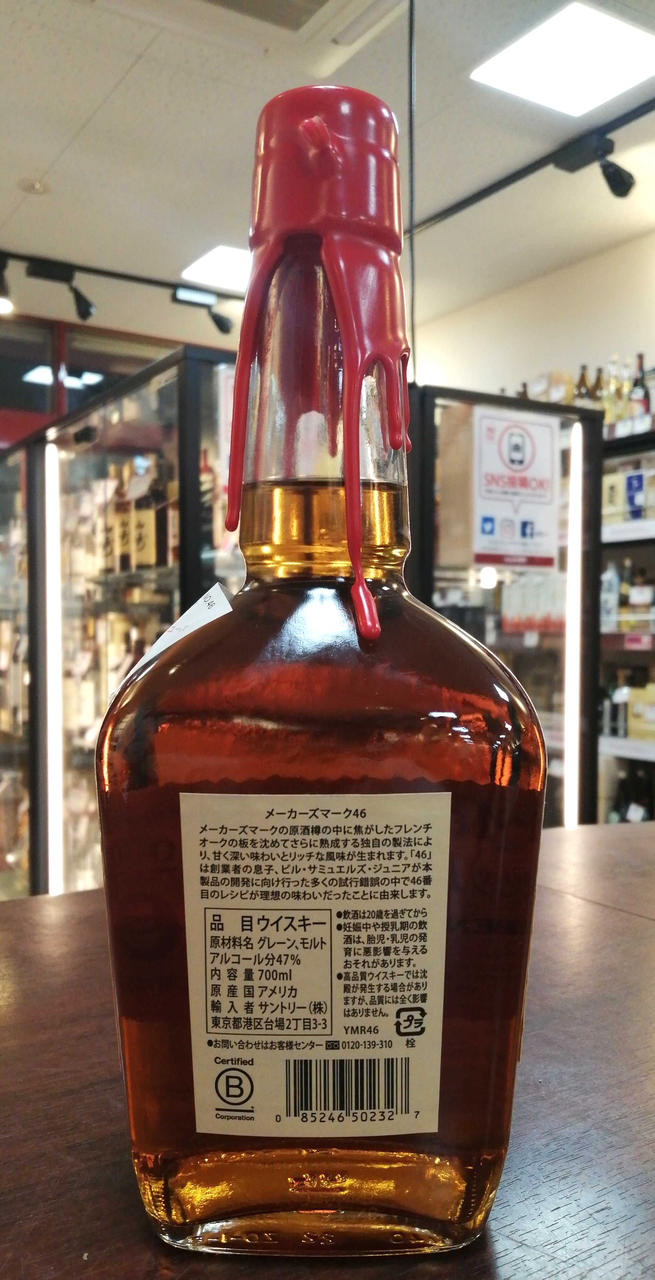 SNS投稿OK!
NO.46
メーカーズマーク46
メーカーズマークの原酒樽の中に焦がしたフレンチ
オークの板を沈めてさらに熟成する独自の製法によ
り、甘く深い味わいとリッチな風味が生まれます。「46」
は創業者の息子、ビル・サミュエルズ・ジュニアが本
製品の開発に向け行った多くの試行錯誤の中で46番
目のレシピが理想の味わいだったことに由来します。
品 目 ウイスキー
原材料名 グレーン、モルト
アルコール分47%
内 容 量 700ml
原 産 国 アメリカ
輸 入 者 サントリー(株)
東京都港区台場2丁目3-3
●飲酒は20歳を過ぎてから
●妊娠中や授乳期の飲
酒は、胎児・乳児の発
育に悪影響を与える
おそれがあります。
●高品質ウイスキーでは沈
殿が発生する場合があり
ますが、品質には全く影響
はありません。
YMR46
プラ
栓
●お問い合わせはお客様センター 0120-139-310
Certified
B
Corporation
0 85246 50232 7